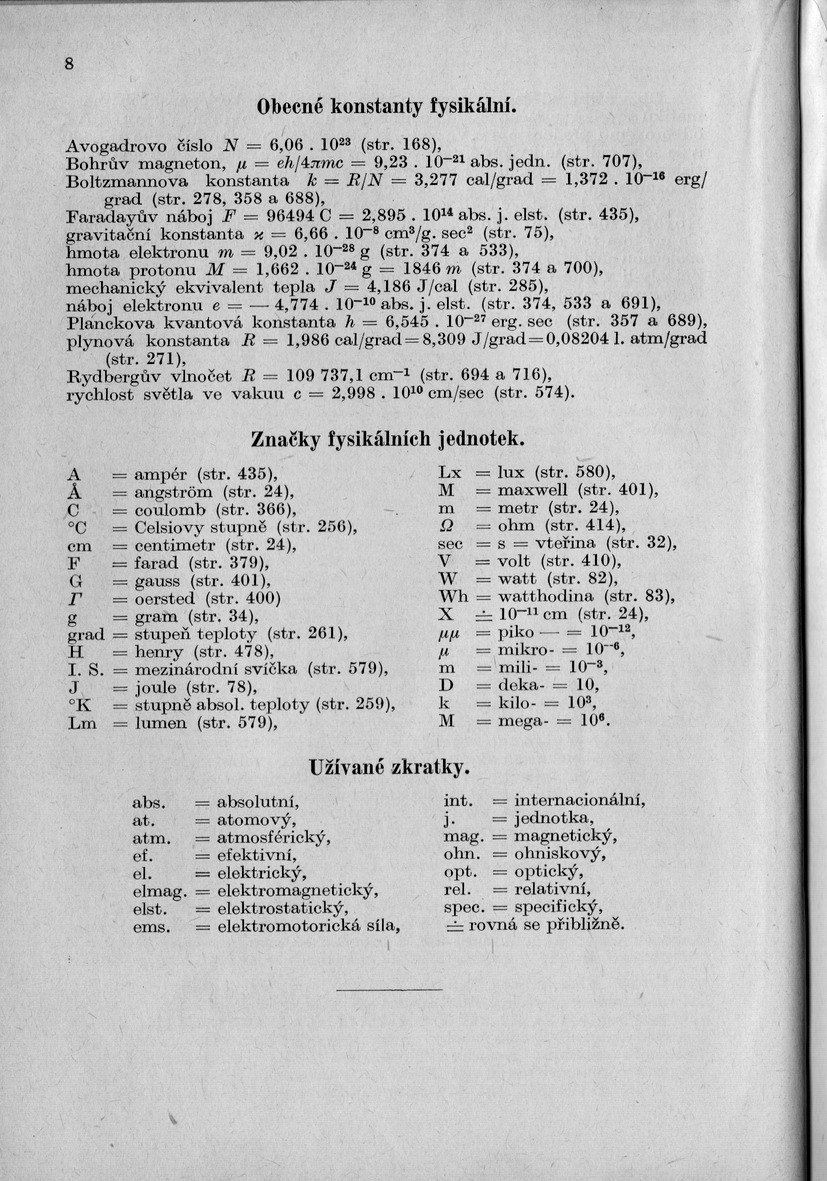 8
Obecné konstanty fysikální.
Avogadrovo číslo N = 6,06 . 10²³ (str. 168),
Bohrův magneton, μ = eh/4πmc = 9,23 . 10⁻²¹ abs. jedn. (str. 707),
Boltzmannova konstanta k = R/N = 3,277 cal/grad = 1,372 . 10⁻¹⁶ erg/
grad (str. 278, 358 a 688),
Faradayův náboj F = 96494 C = 2,895 . 10¹⁴ abs. j. elst. (str. 435),
gravitační konstanta ϰ = 6,66 . 10⁻⁸ cm³/g. sec² (str. 75),
hmota elektronu m = 9,02 . 10⁻²⁸ g (str. 374 a 533),
hmota protonu M = 1,662 . 10⁻²⁴ g = 1846 m (str. 374 a 700),
mechanický ekvivalent tepla J = 4,186 J/cal (str. 285),
náboj elektronu e = — 4,774 . 10⁻¹⁰ abs. j. elst. (str. 374, 533 a 691),
Planckova kvantová konstanta h = 6,545 . 10⁻²⁷ erg. sec (str. 357 a 689),
plynová konstanta R = 1,986 cal/grad = 8,309 J/grad = 0,08204 l. atm/grad
(str. 271),
Rydbergův vlnočet R = 109 737,1 cm⁻¹ (str. 694 a 716),
rychlost světla ve vakuu c = 2,998 . 10¹⁰ cm/sec (str. 574).
Značky fysikálních jednotek.
A = ampér (str. 435),
Å = angström (str. 24),
C = coulomb (str. 366),
°C = Celsiovy stupně (str. 256),
cm = centimetr (str. 24),
F = farad (str. 379),
G = gauss (str. 401),
Γ = oersted (str. 400)
g = gram (str. 34),
grad = stupeň teploty (str. 261),
H = henry (str. 478),
I. S. = mezinárodní svíčka (str. 579),
J = joule (str. 78),
°K = stupně absol. teploty (str. 259),
Lm = lumen (str. 579),
Lx = lux (str. 580),
M = maxwell (str. 401),
m = metr (str. 24),
Ω = ohm (str. 414),
sec = s = vteřina (str. 32),
V = volt (str. 410),
W = watt (str. 82),
Wh = watthodina (str. 83),
X ≐ 10⁻¹¹ cm (str. 24),
μμ = piko — = 10⁻¹²,
μ = mikro- = 10⁻⁶,
m = mili- = 10⁻³,
D = deka- = 10,
k = kilo- = 10³,
M = mega- = 10⁶.
Užívané zkratky.
abs. = absolutní,
at. = atomový,
atm. = atmosférický,
ef. = efektivní,
el. = elektrický,
elmag. = elektromagnetický,
elst. = elektrostatický,
ems. = elektromotorická síla,
int. = internacionální,
j. = jednotka,
mag. = magnetický,
ohn. = ohniskový,
opt. = optický,
rel. = relativní,
spec. = specifický,
≐ rovná se přibližně.